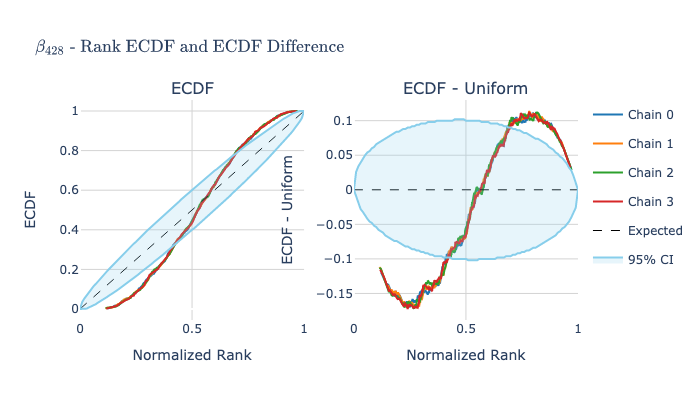 β428 - Rank ECDF and ECDF Difference
ECDF
ECDF - Uniform
1
0.8
0.6
0.4
0.2
0
ECDF
0
0.5
1
Normalized Rank
0.1
0.05
0
−0.05
−0.1
−0.15
ECDF - Uniform
0
0.5
1
Normalized Rank
Chain 0
Chain 1
Chain 2
Chain 3
Expected
95% CI